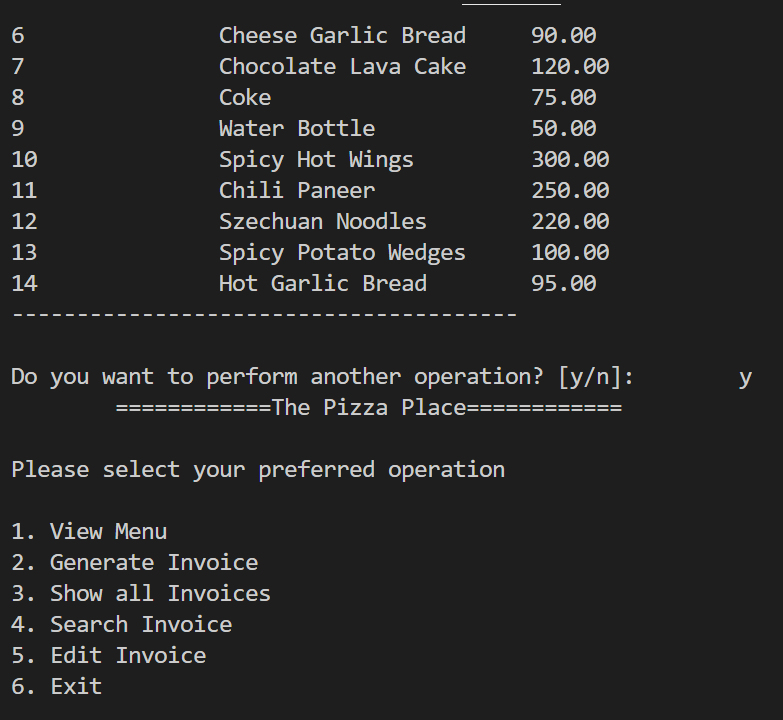 6 Cheese Garlic Bread 90.00
7 Chocolate Lava Cake 120.00
8 Coke 75.00
9 Water Bottle 50.00
10 Spicy Hot Wings 300.00
11 Chili Paneer 250.00
12 Szechuan Noodles 220.00
13 Spicy Potato Wedges 100.00
14 Hot Garlic Bread 95.00
---------------------------------------
Do you want to perform another operation? [y/n]: y
============The Pizza Place============
Please select your preferred operation
1. View Menu
2. Generate Invoice
3. Show all Invoices
4. Search Invoice
5. Edit Invoice
6. Exit